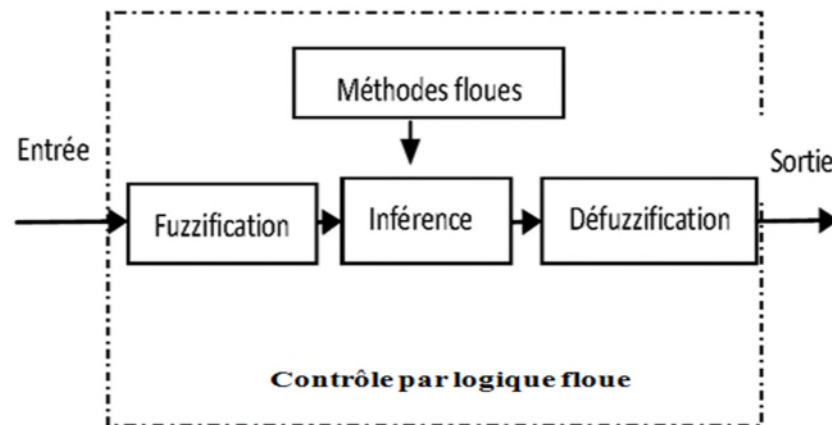 Méthodes floues
Entrée
Sortie
Fuzzification
Inférence
Défuzzification
Contrôle par logique floue